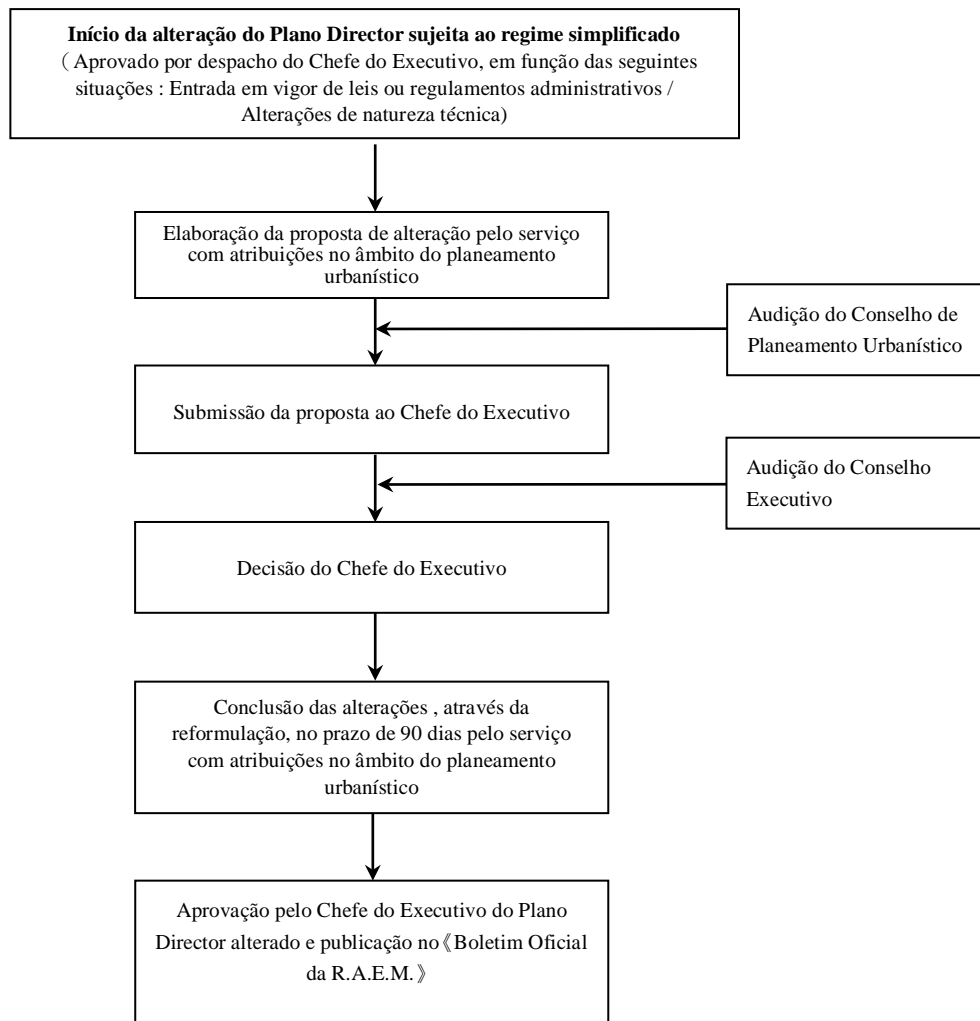 Início da alteração do Plano Director sujeita ao regime simplificado
（Aprovado por despacho do Chefe do Executivo, em função das seguintes
situações : Entrada em vigor de leis ou regulamentos administrativos /
Alterações de natureza técnica)
Elaboração da proposta de alteração pelo serviço
com atribuições no âmbito do planeamento
urbanístico
Audição do Conselho de
Planeamento Urbanístico
Submissão da proposta ao Chefe do Executivo
Audição do Conselho
Executivo
Decisão do Chefe do Executivo
Conclusão das alterações , através da
reformulação, no prazo de 90 dias pelo serviço
com atribuições no âmbito do planeamento
urbanístico
Aprovação pelo Chefe do Executivo do Plano
Director alterado e publicação no《Boletim Oficial
da R.A.E.M.》